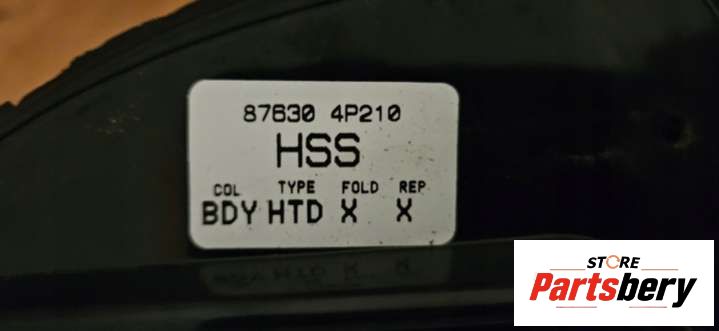 87630 4P210
HSS
COL TYPE FOLD REP
BDY HTD X X
STORE
Partsbery